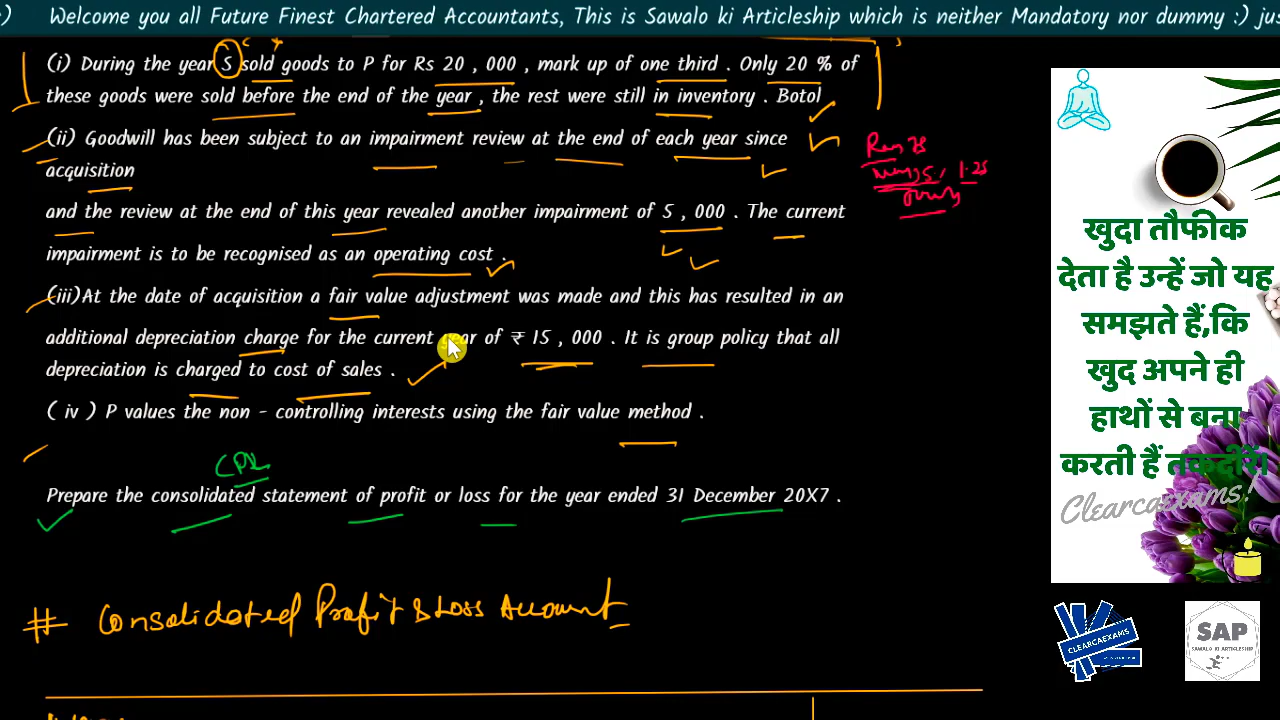 :) Welcome you all Future Finest Chartered Accountants, This is Sawalo ki Articleship which is neither Mandatory nor dummy :) jus
(i) During the year S sold goods to P for Rs 20 , 000 , mark up of one third . Only 20 % of
these goods were sold before the end of the year , the rest were still in inventory . Botol
(ii) Goodwill has been subject to an impairment review at the end of each year since
acquisition
and the review at the end of this year revealed another impairment of 5 , 000 . The current
impairment is to be recognised as an operating cost .
(iii)At the date of acquisition a fair value adjustment was made and this has resulted in an
additional depreciation charge for the current year of ₹ 15 , 000 . It is group policy that all
depreciation is charged to cost of sales .
( iv ) P values the non - controlling interests using the fair value method .
CP&L
Prepare the consolidated statement of profit or loss for the year ended 31 December 20X7 .
# Consolidated Profit & Loss Account
1.25
खुदा तौफीक
देता है उन्हें जो यह
समझते हैं,कि
खुद अपने ही
हाथों से बना
करती हैं तकदीरें।
Clearcaexams!
CLEARCAEXAMS
SAP
SAWALO KI ARTICLESHIP